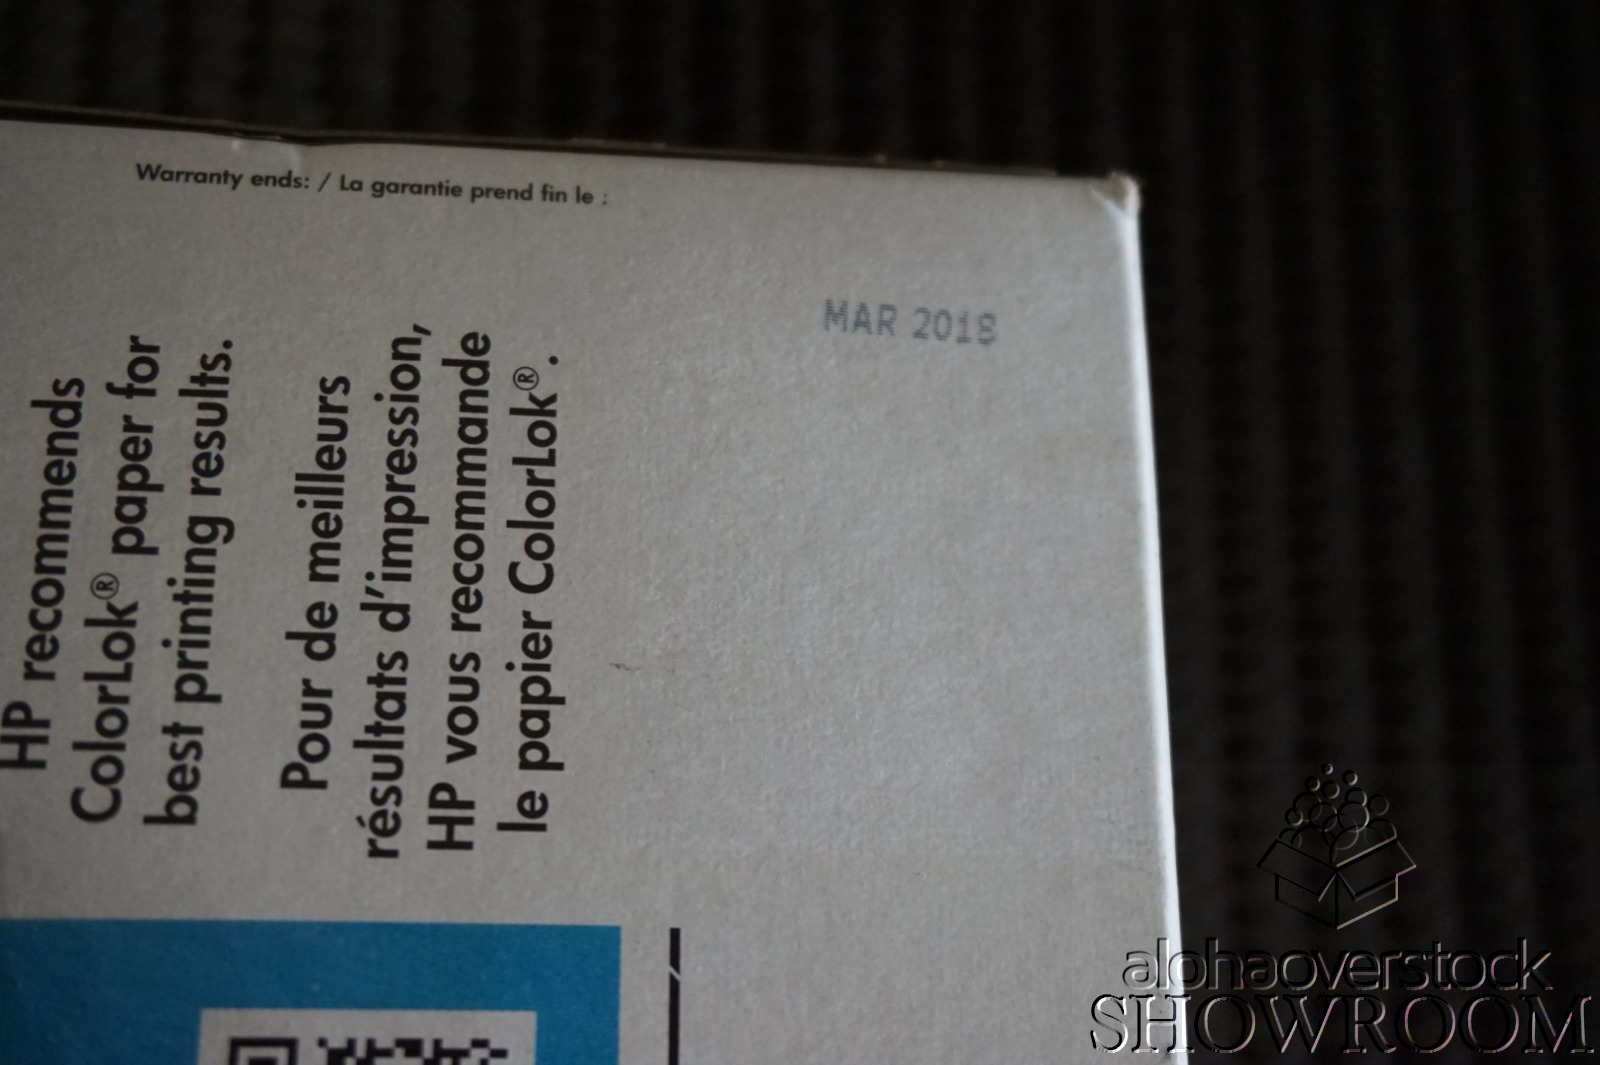 Warranty ends: / La garantie prend fin le :
MAR 2018
HP recommends
ColorLok® paper for
best printing results.
Pour de meilleurs
résultats d'impression,
HP vous recommande
le papier ColorLok®.
alohaoverstock
SHOWROOM